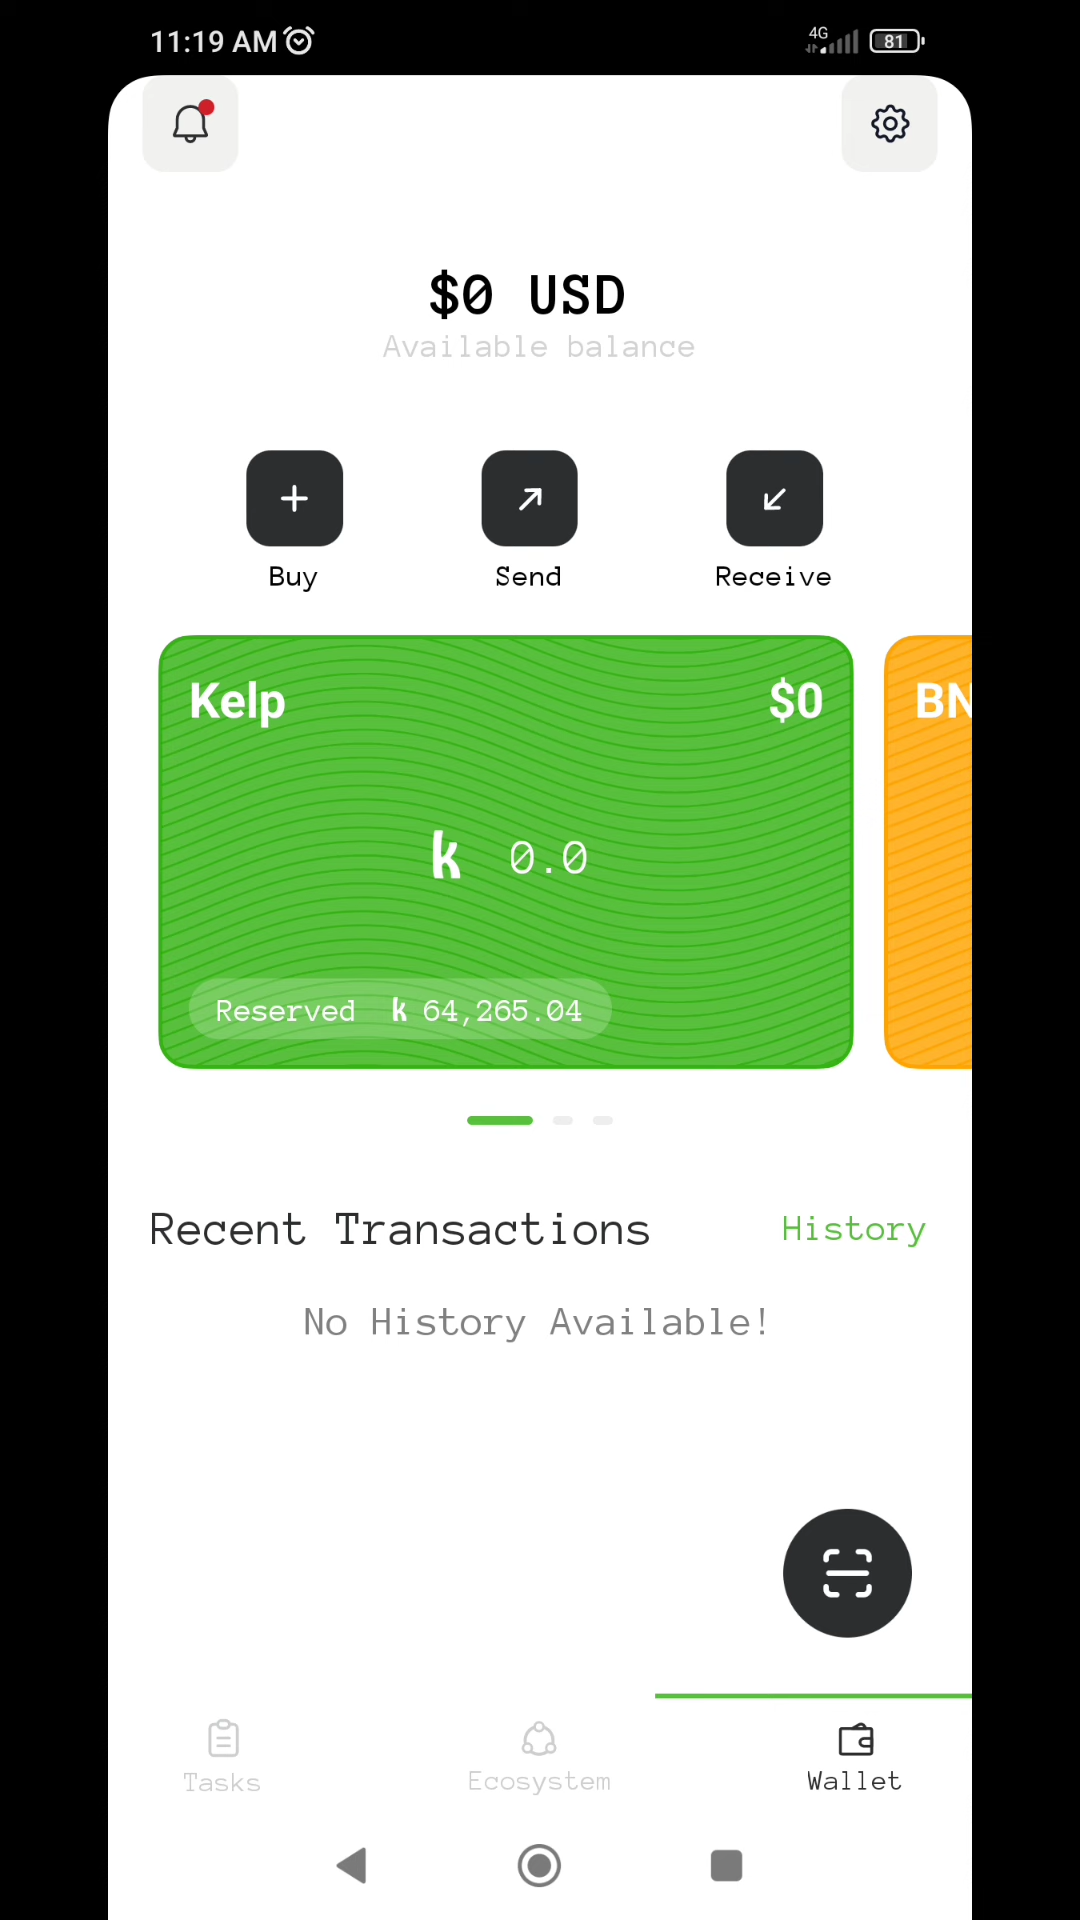 11:19 AM 4G 81
$0 USD
Available balance
Buy Send Receive
Kelp $0 BN
k 0.0
Reserved k 64,265.04
Recent Transactions History
No History Available!
Tasks Ecosystem Wallet